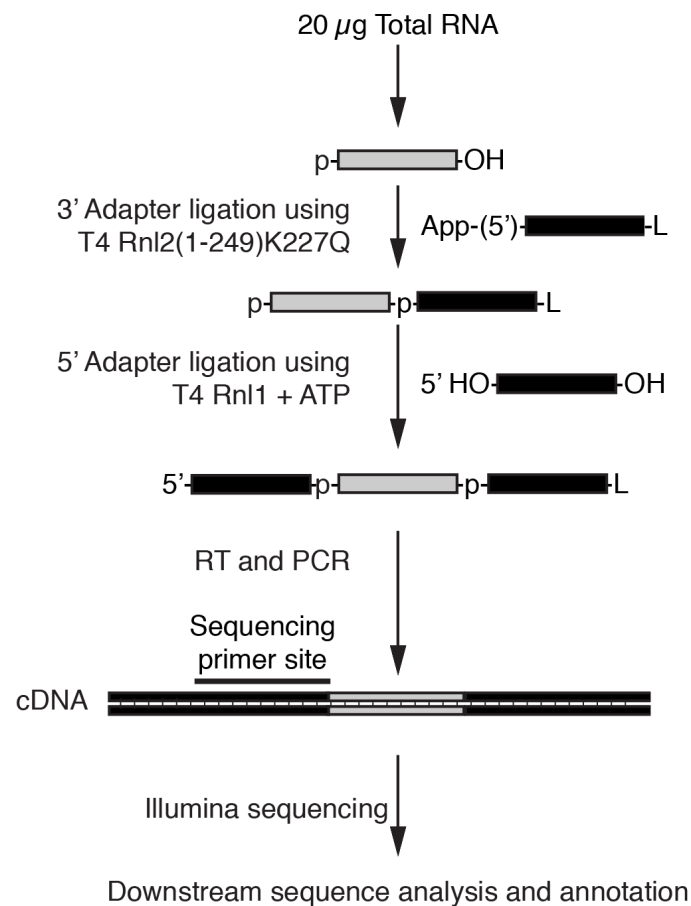 20 µg Total RNA
p- -OH
3’ Adapter ligation using
T4 Rnl2(1-249)K227Q
App-(5’)- -L
p- -p- -L
5’ Adapter ligation using
T4 Rnl1 + ATP
5’ HO- -OH
5’- -p- -p- -L
RT and PCR
Sequencing
primer site
cDNA
Illumina sequencing
Downstream sequence analysis and annotation